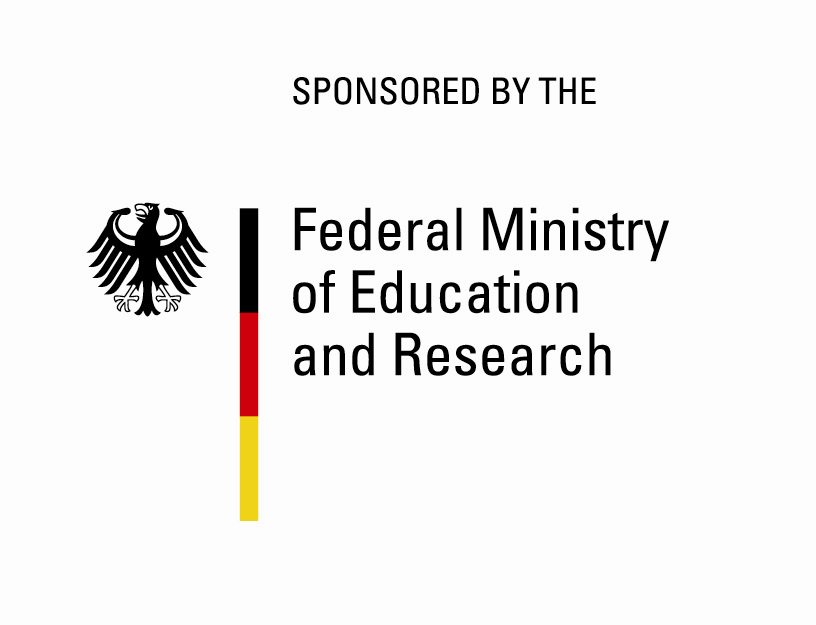 SPONSORED BY THE
Federal Ministry
of Education
and Research